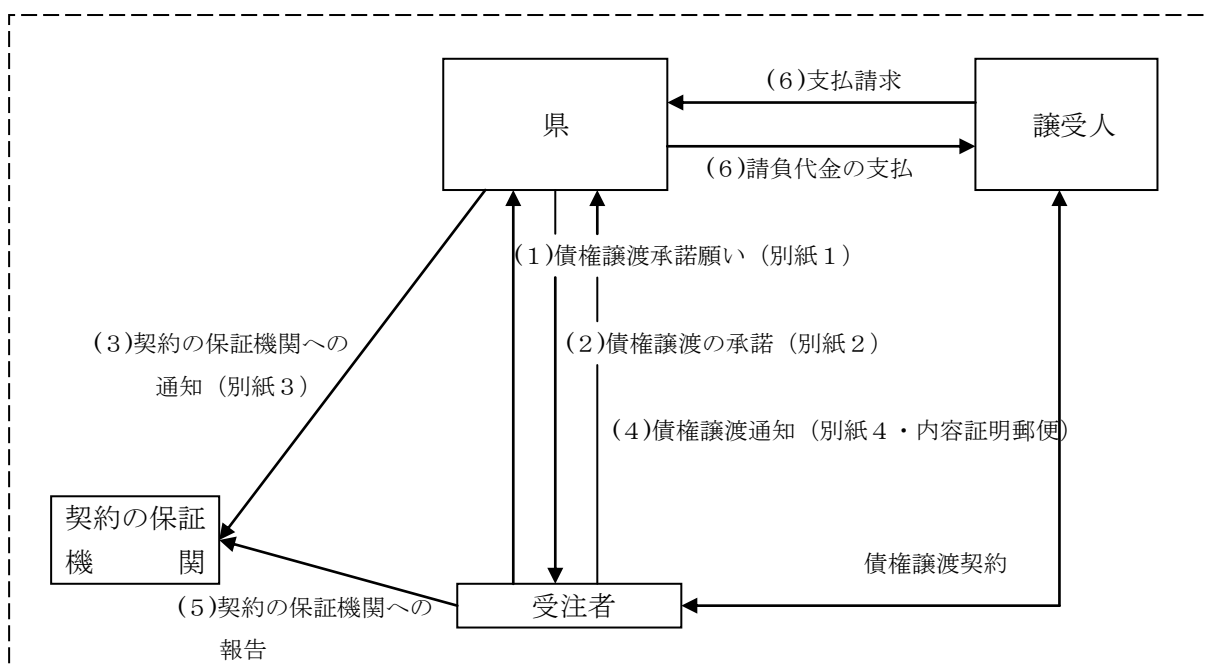 (６)支払請求
県
譲受人
(６)請負代金の支払
(１)債権譲渡承諾願い（別紙１）
(３)契約の保証機関への
通知（別紙３）
(２)債権譲渡の承諾（別紙２）
(４)債権譲渡通知（別紙４・内容証明郵便）
契約の保証
機　　　関
債権譲渡契約
受注者
(５)契約の保証機関への
報告